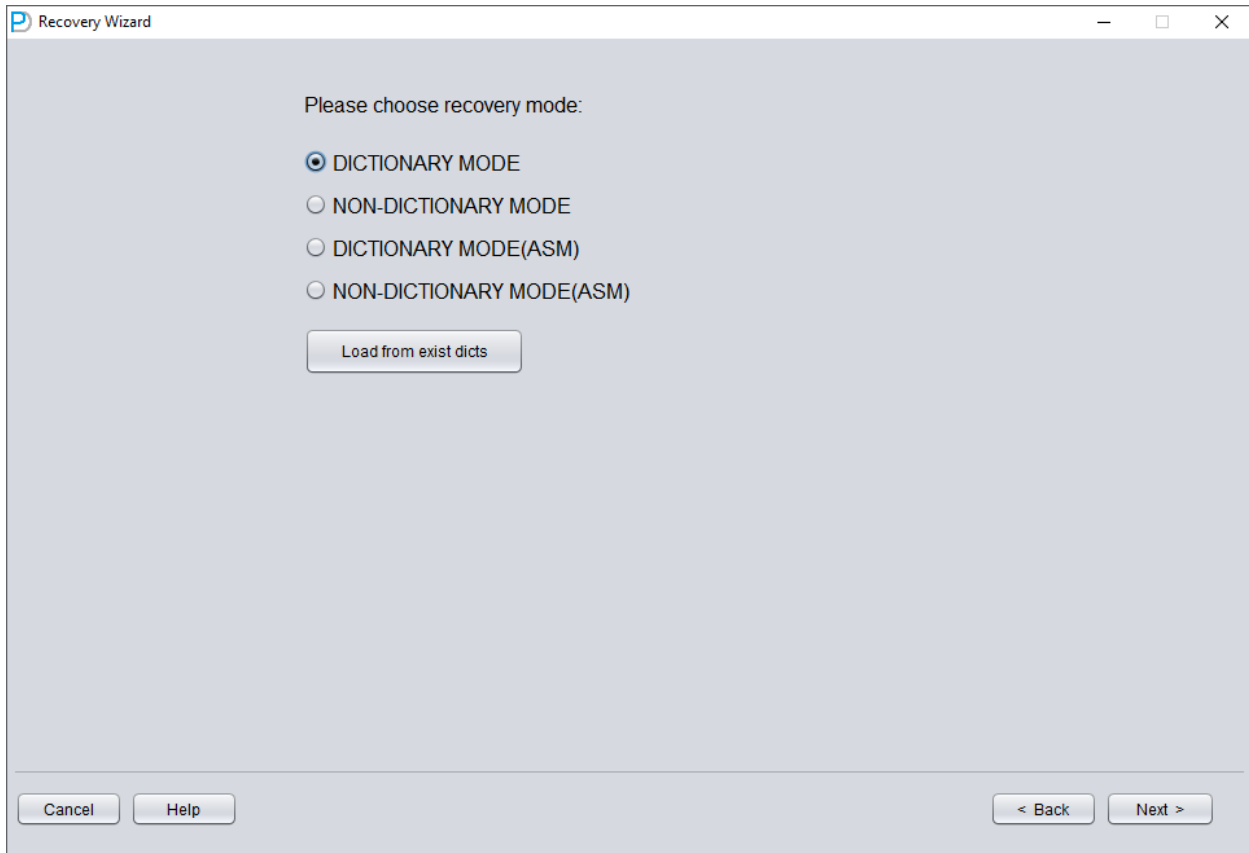 Recovery Wizard
Please choose recovery mode:
DICTIONARY MODE
NON-DICTIONARY MODE
DICTIONARY MODE(ASM)
NON-DICTIONARY MODE(ASM)
Load from exist dicts
Cancel Help < Back Next >